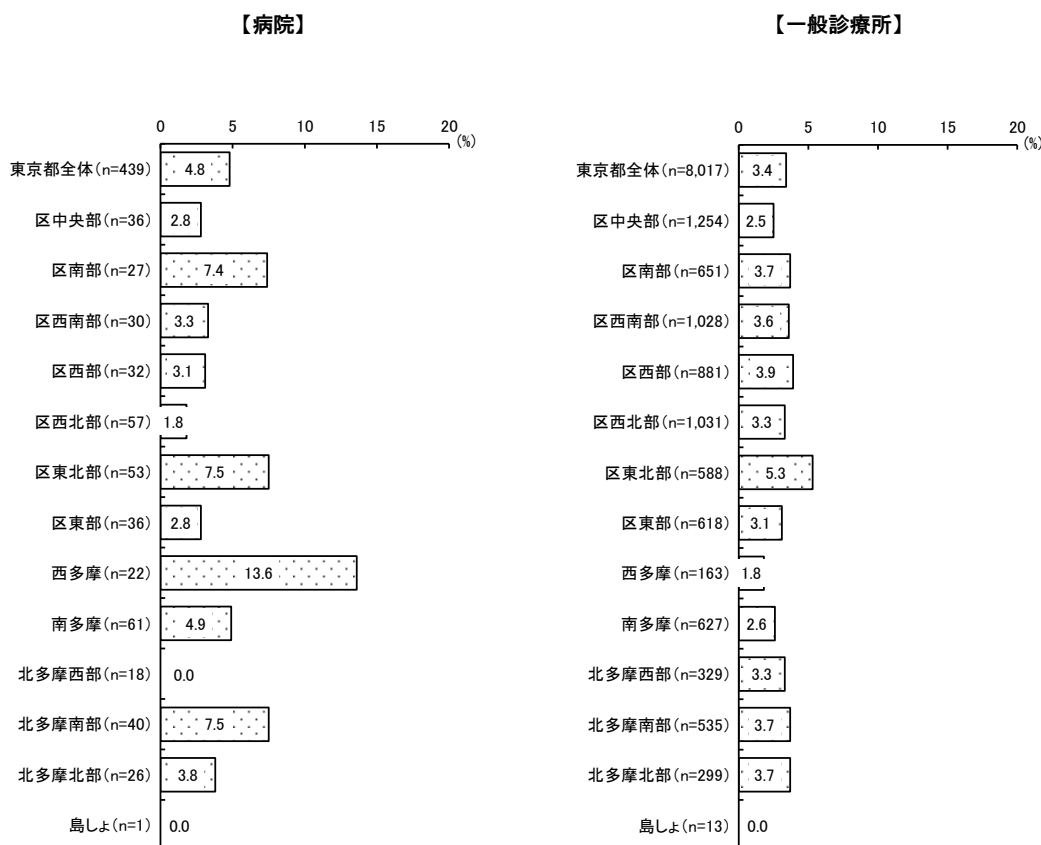 【病院】
0 5 10 15 20
(%)
東京都全体(n=439) 4.8
区中央部(n=36) 2.8
区南部(n=27) 7.4
区西南部(n=30) 3.3
区西部(n=32) 3.1
区西北部(n=57) 1.8
区東北部(n=53) 7.5
区東部(n=36) 2.8
西多摩(n=22) 13.6
南多摩(n=61) 4.9
北多摩西部(n=18) 0.0
北多摩南部(n=40) 7.5
北多摩北部(n=26) 3.8
島しょ(n=1) 0.0
【一般診療所】
0 5 10 15 20
(%)
東京都全体(n=8,017) 3.4
区中央部(n=1,254) 2.5
区南部(n=651) 3.7
区西南部(n=1,028) 3.6
区西部(n=881) 3.9
区西北部(n=1,031) 3.3
区東北部(n=588) 5.3
区東部(n=618) 3.1
西多摩(n=163) 1.8
南多摩(n=627) 2.6
北多摩西部(n=329) 3.3
北多摩南部(n=535) 3.7
北多摩北部(n=299) 3.7
島しょ(n=13) 0.0